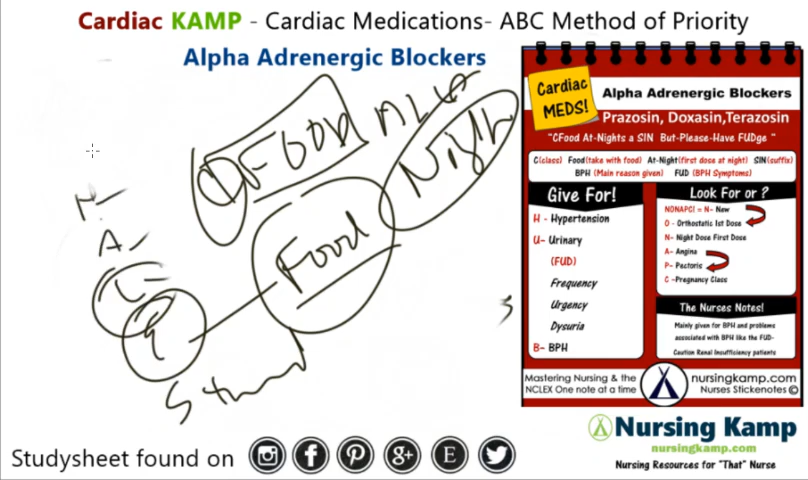 Cardiac KAMP - Cardiac Medications- ABC Method of Priority
Alpha Adrenergic Blockers
Food
Night
N-
A-
Food
Cardiac
MEDS!
Alpha Adrenergic Blockers
Prazosin, Doxasin,Terazosin
"CFood At-Nights a SIN But-Please-Have FUDge "
C(class) Food(take with food) At-Night(first dose at night) SIN(suffix)
BPH (Main reason given) FUD (BPH Symptoms)
Give For!
H - Hypertension
U- Urinary
(FUD)
Frequency
Urgency
Dysuria
B- BPH
Look For or ?
NONAPC! = N- New
O - Orthostatic 1st Dose
N- Night Dose First Dose
A- Angina
P- Pectoris
C -Pregnancy Class
The Nurses Notes!
Mainly given for BPH and problems
associated with BPH like the FUD-
Caution Renal Insufficiency patients
Mastering Nursing & the
NCLEX One note at a time
nursingkamp.com
Nurses Stickenotes ©
Nursing Kamp
nursingkamp.com
Nursing Resources for "That" Nurse
Studysheet found on